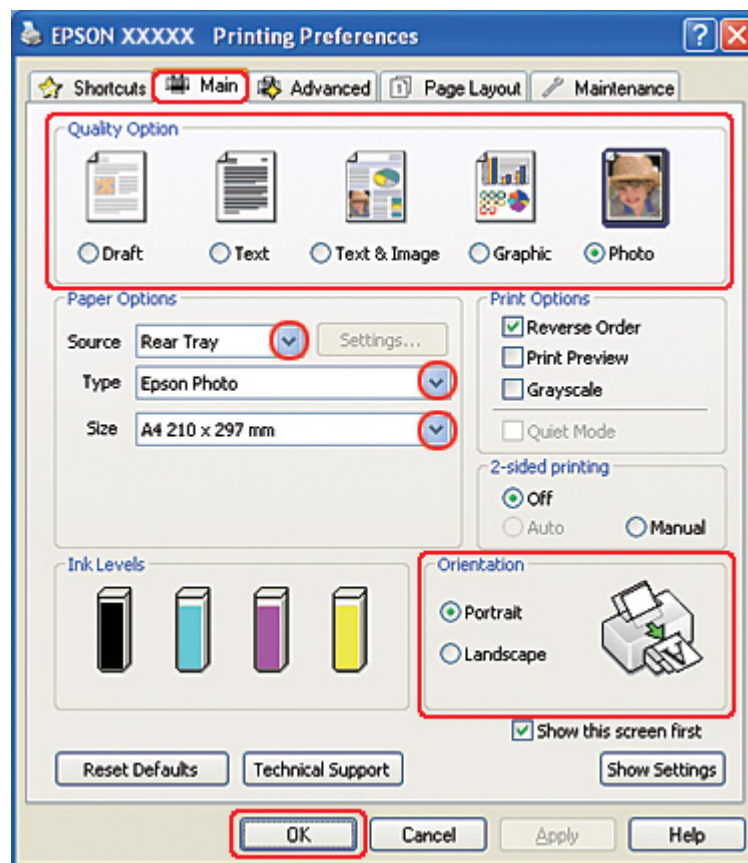 EPSON XXXXX Printing Preferences
Shortcuts Main Advanced Page Layout Maintenance
Quality Option
Draft Text Text & Image Graphic Photo
Paper Options
Source Rear Tray Settings...
Type Epson Photo
Size A4 210 x 297 mm
Print Options
Reverse Order
Print Preview
Grayscale
Quiet Mode
2-sided printing
Off
Auto Manual
Ink Levels
Orientation
Portrait
Landscape
Show this screen first
Reset Defaults Technical Support Show Settings
OK Cancel Apply Help